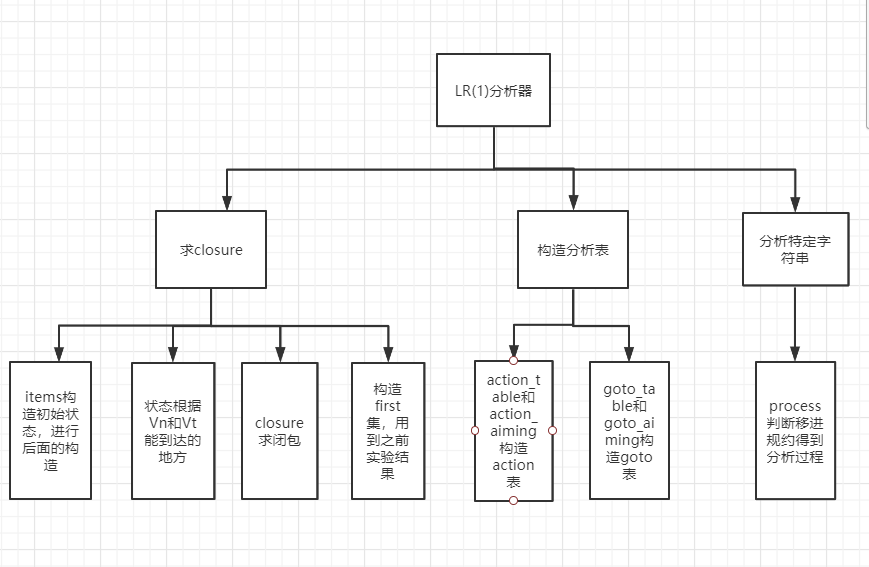 LR(1)分析器
求closure
构造分析表
分析特定字
符串
items构
造初始状
态，进行
后面的构
造
状态根据
Vn和Vt
能到达的
地方
closure
求闭包
构造
first
集，用
到之前
实验结
果
action_t
able和
action_
aiming
构造
action
表
goto_ta
ble和
goto_ai
ming构
造goto
表
process
判断移进
规约得到
分析过程